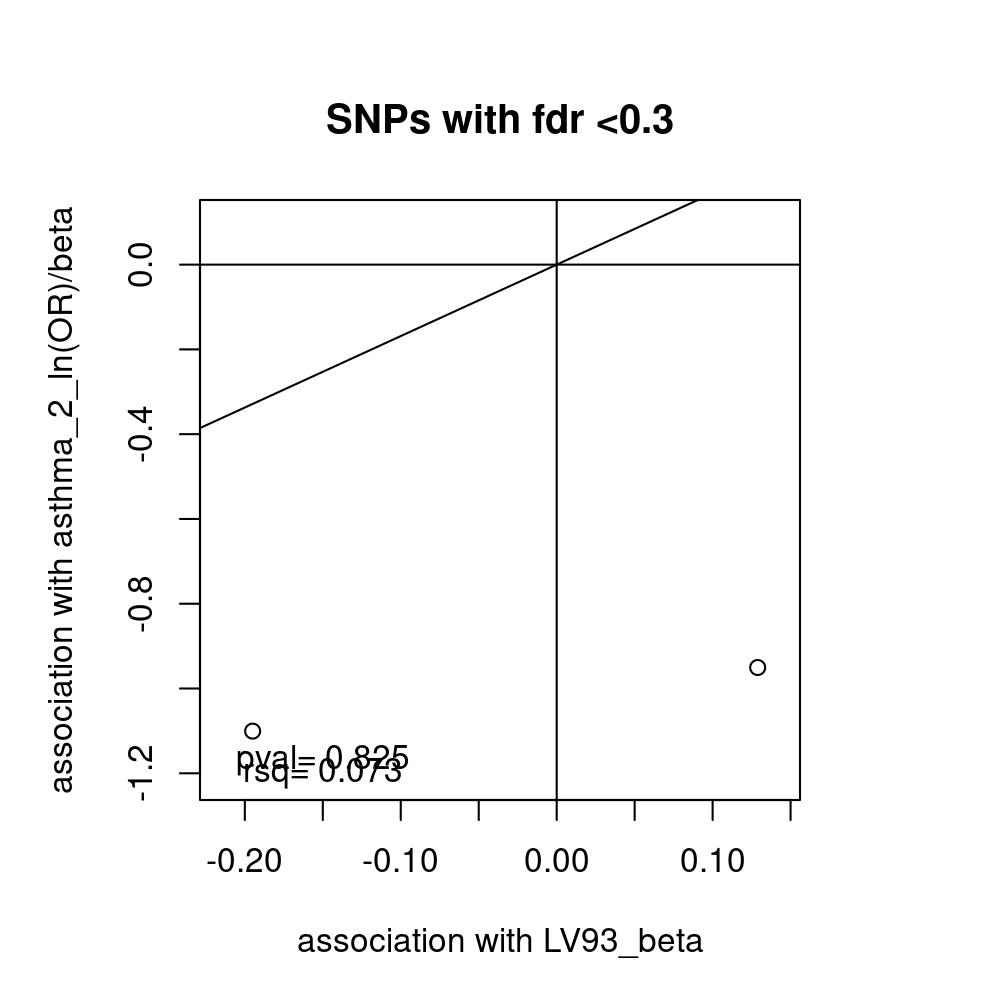 SNPs with fdr <0.3
association with asthma_2_ln(OR)/beta
0.0
-0.4
-0.8
-1.2
pval= 0.825
rsq= 0.073
-0.20
-0.10
0.00
0.10
association with LV93_beta